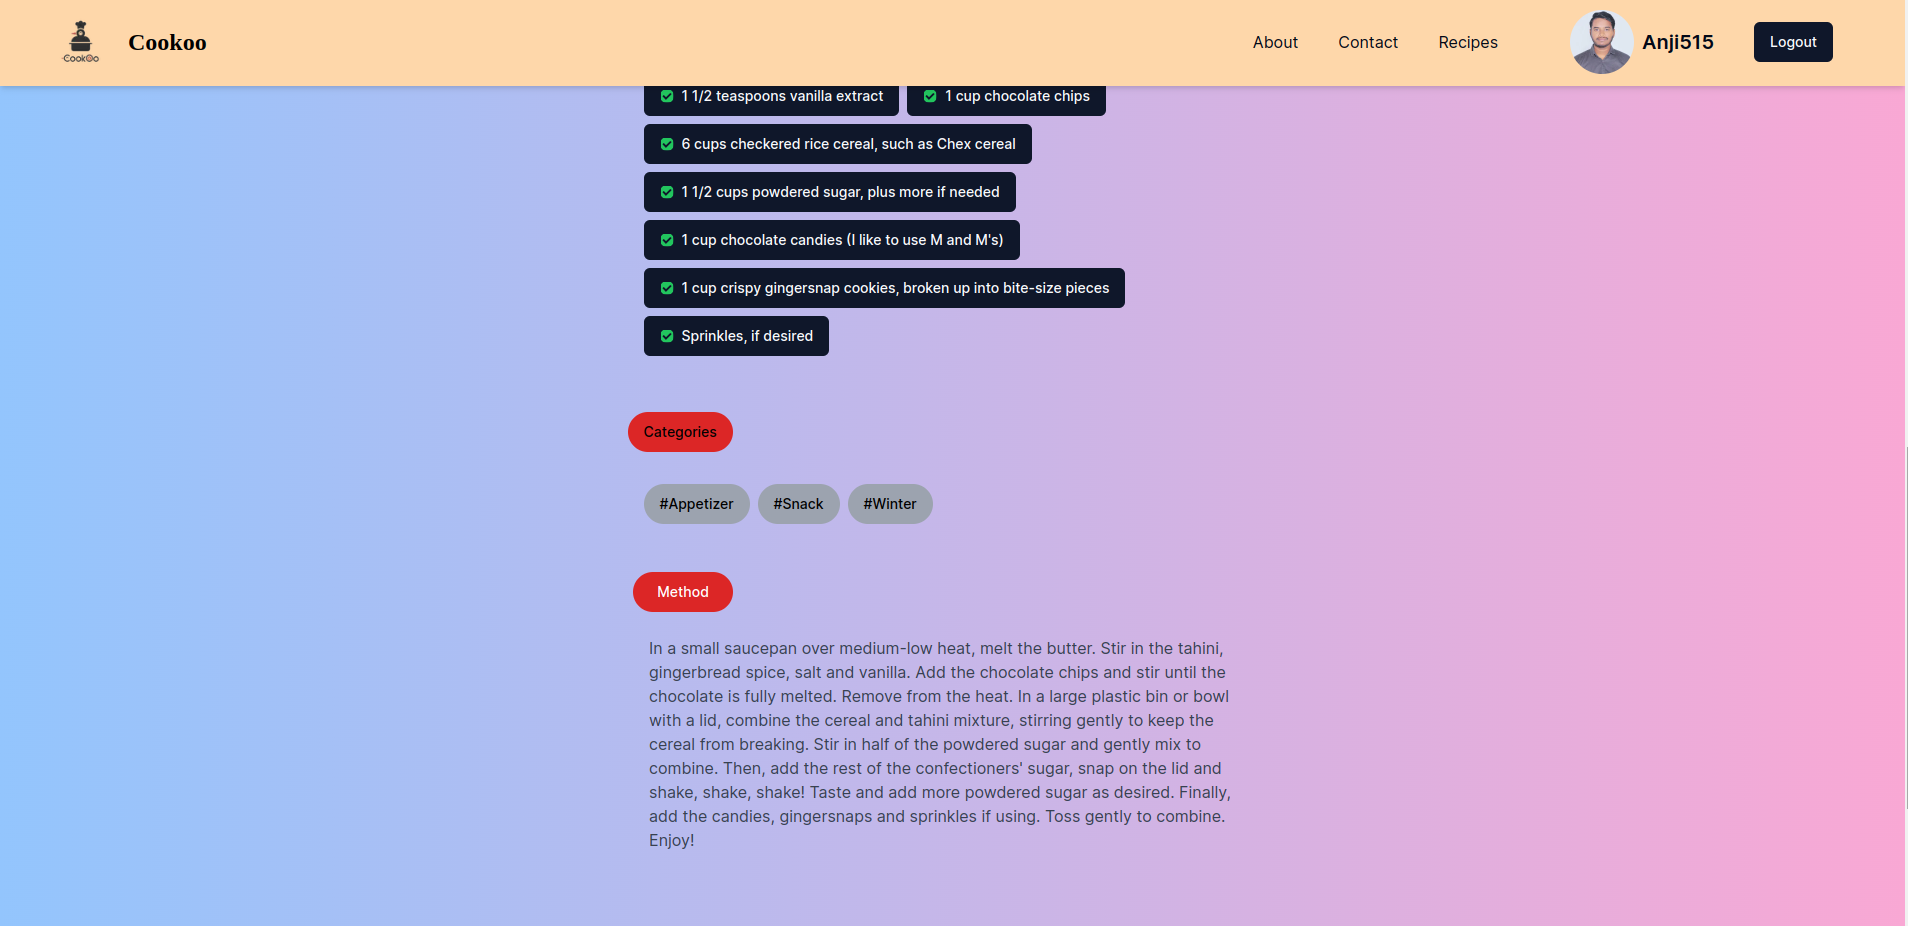 CookOo
Cookoo
About
Contact
Recipes
Anji515
Logout
1 1/2 teaspoons vanilla extract
1 cup chocolate chips
6 cups checkered rice cereal, such as Chex cereal
1 1/2 cups powdered sugar, plus more if needed
1 cup chocolate candies (I like to use M and M's)
1 cup crispy gingersnap cookies, broken up into bite-size pieces
Sprinkles, if desired
Categories
#Appetizer
#Snack
#Winter
Method
In a small saucepan over medium-low heat, melt the butter. Stir in the tahini,
gingerbread spice, salt and vanilla. Add the chocolate chips and stir until the
chocolate is fully melted. Remove from the heat. In a large plastic bin or bowl
with a lid, combine the cereal and tahini mixture, stirring gently to keep the
cereal from breaking. Stir in half of the powdered sugar and gently mix to
combine. Then, add the rest of the confectioners' sugar, snap on the lid and
shake, shake, shake! Taste and add more powdered sugar as desired. Finally,
add the candies, gingersnaps and sprinkles if using. Toss gently to combine.
Enjoy!